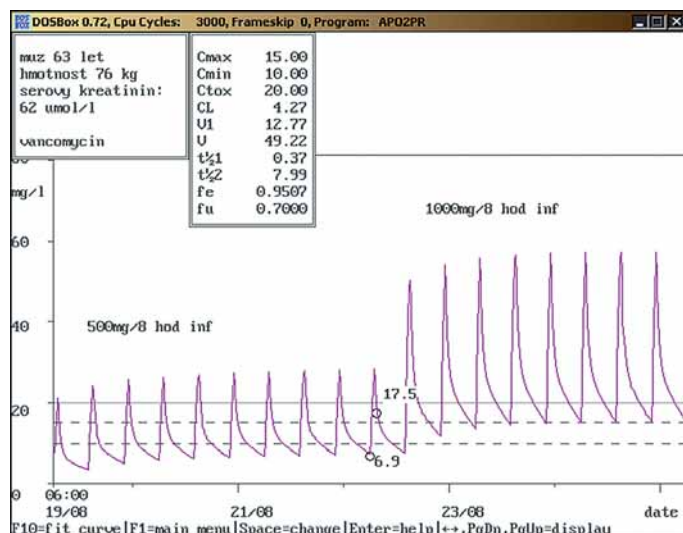 DOSBox 0.72, Cpu Cycles: 3000, Frameskip 0, Program: APO2PR
muz 63 let
hmotnost 76 kg
serovy kreatinin:
62 umol/l
vancomycin
Cmax 15.00
Cmin 10.00
Ctox 20.00
CL 4.27
V1 12.77
V 49.22
t½1 0.37
t½2 7.99
fe 0.9507
fu 0.7000
mg/l
1000mg/8 hod inf
60
500mg/8 hod inf
40
17.5
20
6.9
0 06:00
19/08 21/08 23/08 date
F10=fit curve|F1=main menu|Space=change|Enter=help|↔,PgDn,PgUp=display